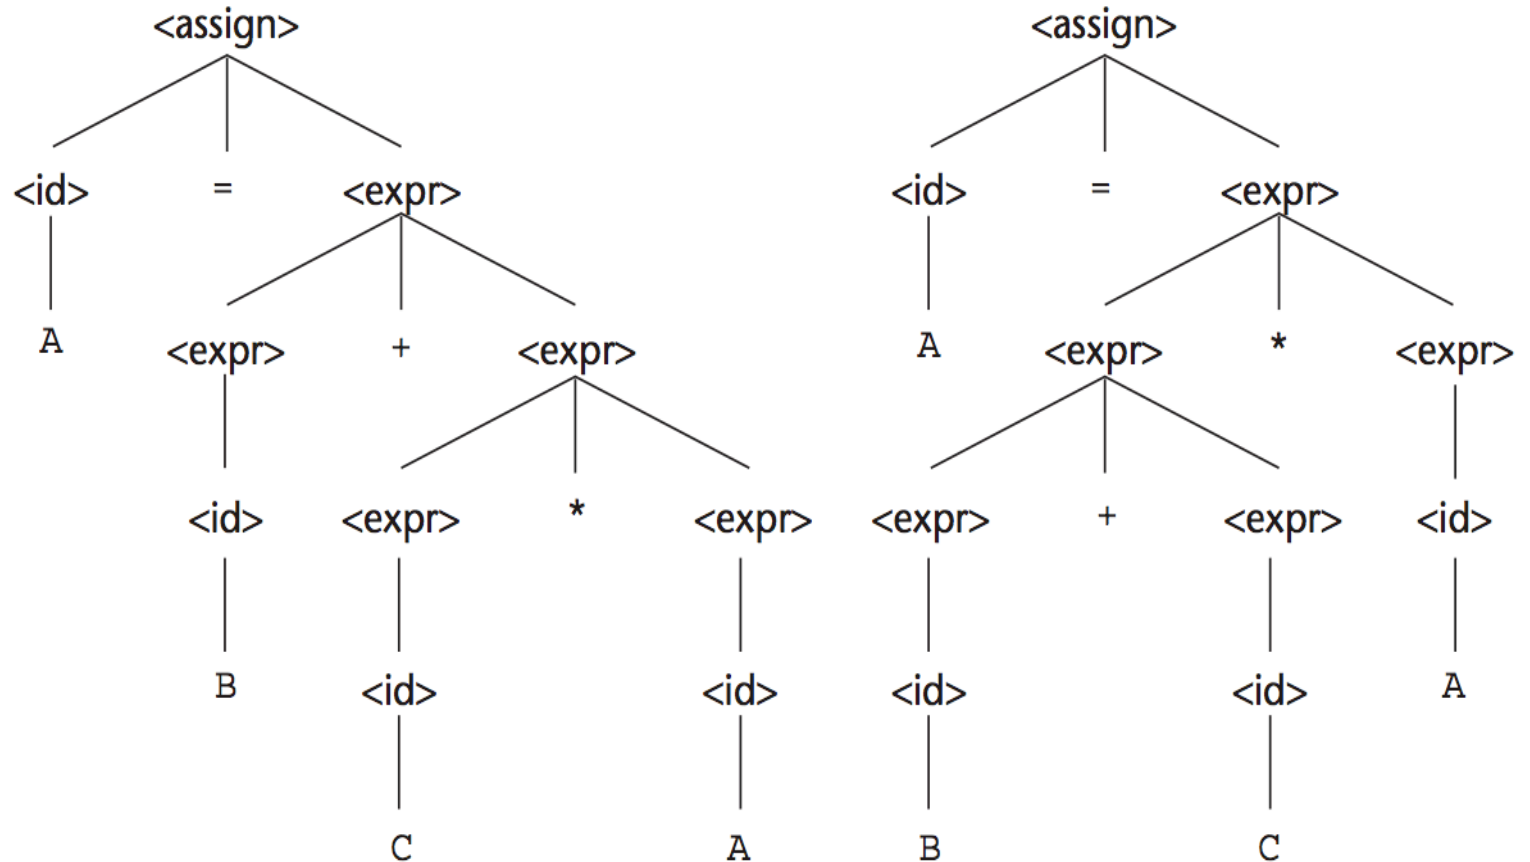 <assign> <assign>
<id> = <expr> <id> = <expr>
A <expr> + <expr> A <expr> * <expr>
<id> <expr> * <expr> <expr> + <expr> <id>
B <id> <id> <id> <id> A
C A B C